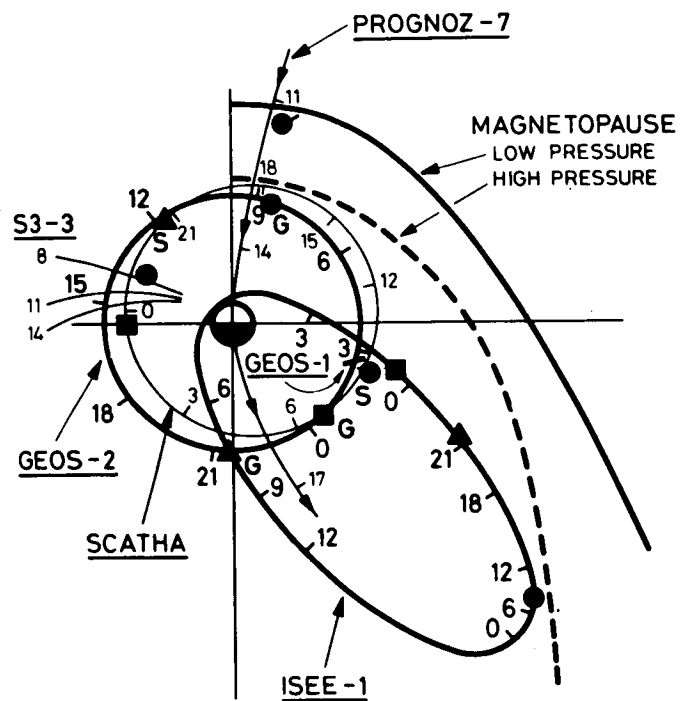 PROGNOZ-7
11
MAGNETOPAUSE
LOW PRESSURE
HIGH PRESSURE
18
12
21
S
11
9
G
S3-3
8
14
15
6
15
12
11
14
0
3
GEOS-1
3
S
0
6
3
6
G
0
18
21
G
21
GEOS-2
9
17
18
SCATHA
12
12
6
0
ISEE-1